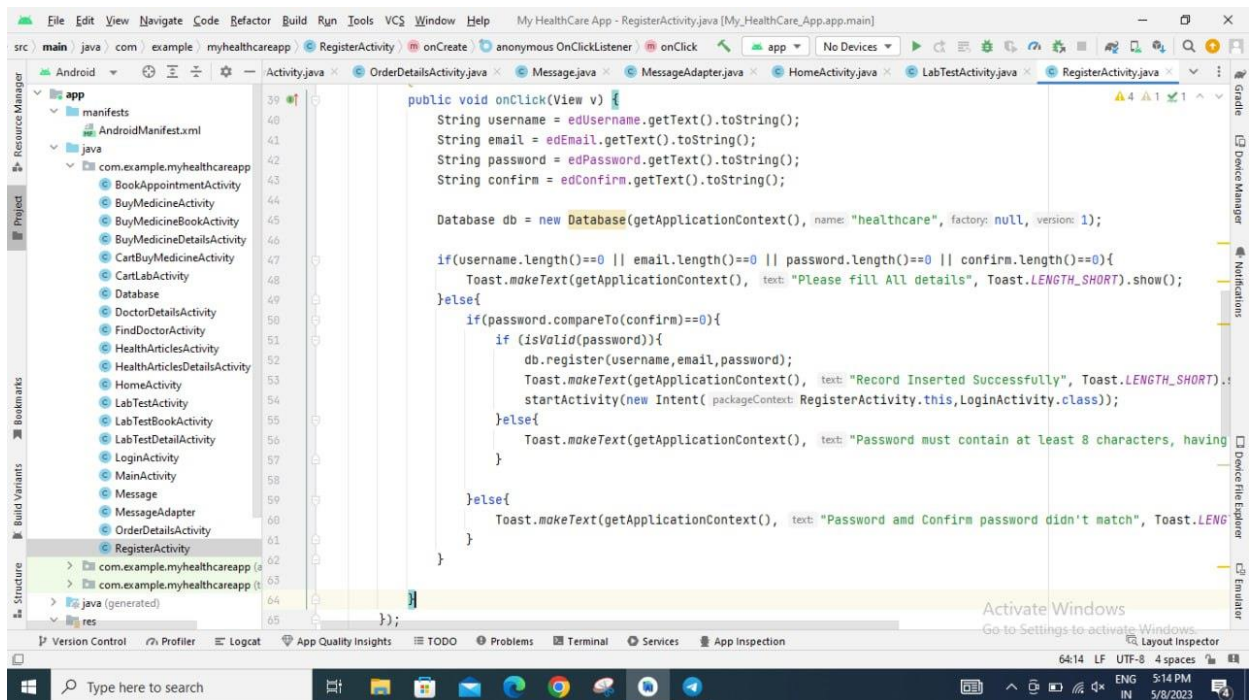 File Edit View Navigate Code Refactor Build Run Tools VCS Window Help My HealthCare App - RegisterActivity.java [My_HealthCare_App.app.main]
src main java com example myhealthcareapp RegisterActivity onCreate anonymous OnClickListener onClick app No Devices
Android Activity.java OrderDetailsActivity.java Message.java MessageAdapter.java HomeActivity.java LabTestActivity.java RegisterActivity.java
Resource Manager
Project
Bookmarks
Build Variants
Structure
app
manifests
AndroidManifest.xml
java
com.example.myhealthcareapp
BookAppointmentActivity
BuyMedicineActivity
BuyMedicineBookActivity
BuyMedicineDetailsActivity
CartBuyMedicineActivity
CartLabActivity
Database
DoctorDetailsActivity
FindDoctorActivity
HealthArticlesActivity
HealthArticlesDetailsActivity
HomeActivity
LabTestActivity
LabTestBookActivity
LabTestDetailActivity
LoginActivity
MainActivity
Message
MessageAdapter
OrderDetailsActivity
RegisterActivity
com.example.myhealthcareapp (a
com.example.myhealthcareapp (t
java (generated)
res
4 1 1
39 public void onClick(View v) {
40 String username = edUsername.getText().toString();
41 String email = edEmail.getText().toString();
42 String password = edPassword.getText().toString();
43 String confirm = edConfirm.getText().toString();
44
45 Database db = new Database(getApplicationContext(), name: "healthcare", factory: null, version: 1);
46
47 if(username.length()==0 || email.length()==0 || password.length()==0 || confirm.length()==0){
48 Toast.makeText(getApplicationContext(), text: "Please fill All details", Toast.LENGTH_SHORT).show();
49 }else{
50 if(password.compareTo(confirm)==0){
51 if (isValid(password)){
52 db.register(username,email,password);
53 Toast.makeText(getApplicationContext(), text: "Record Inserted Successfully", Toast.LENGTH_SHORT).s
54 startActivity(new Intent( packageContext: RegisterActivity.this,LoginActivity.class));
55 }else{
56 Toast.makeText(getApplicationContext(), text: "Password must contain at least 8 characters, having
57 }
58
59 }else{
60 Toast.makeText(getApplicationContext(), text: "Password amd Confirm password didn't match", Toast.LENG
61 }
62 }
63
64 }
65 });
Gradle
Device Manager
Notifications
Device File Explorer
Emulator
Activate Windows
Go to Settings to activate Windows.
Version Control Profiler Logcat App Quality Insights TODO Problems Terminal Services App Inspection Layout Inspector
64:14 LF UTF-8 4 spaces
Type here to search
ENG
IN
5:14 PM
5/8/2023